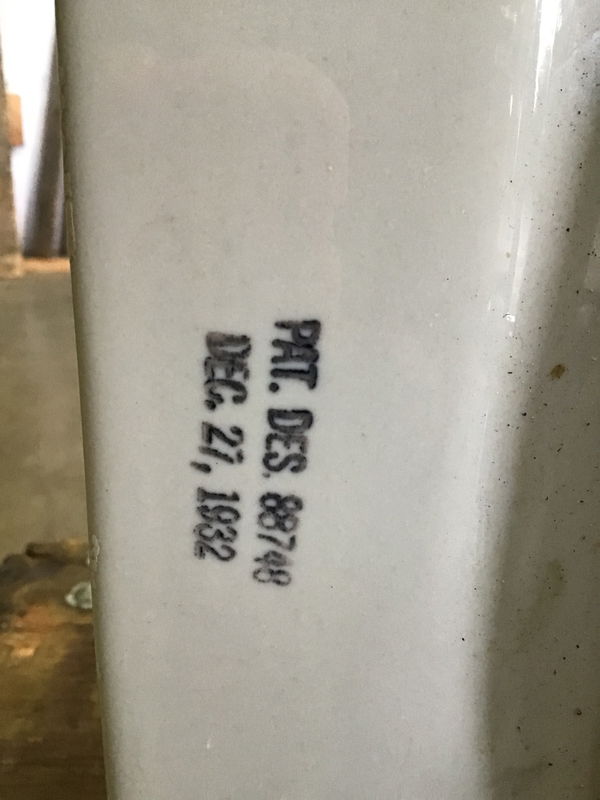 PAT. DES. 88748
DEC. 27, 1932